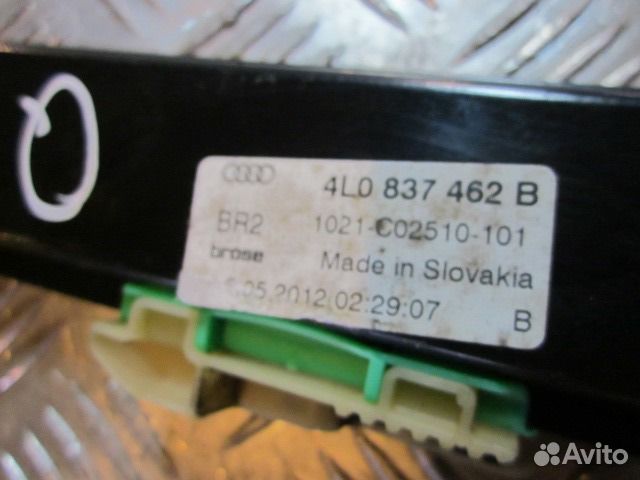 4L0 837 462 B
BR2 1021-C02510-101
brose Made in Slovakia
.05.2012 02:29:07 B
Avito